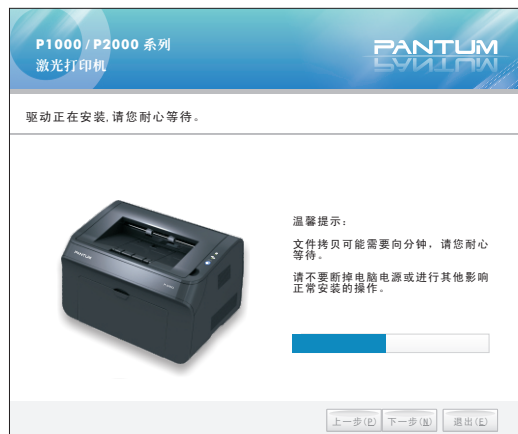 P1000 / P2000 系列
激光打印机
PANTUM
驱动正在安装,请您耐心等待。
温馨提示：
文件拷贝可能需要向分钟，请您耐心
等待。
请不要断掉电脑电源或进行其他影响
正常安装的操作。
PANTUM
上一步(P) 下一步(N) 退出(E)